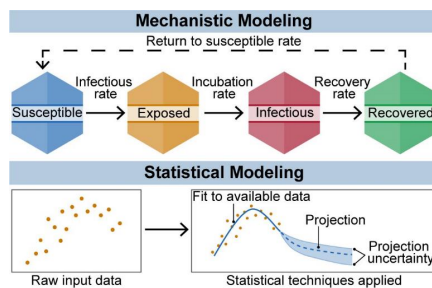 Mechanistic Modeling
Return to susceptible rate
Infectious
rate
Incubation
rate
Recovery
rate
Susceptible
Exposed
Infectious
Recovered
Statistical Modeling
Fit to available data
Projection
Projection
uncertainty
Raw input data
Statistical techniques applied